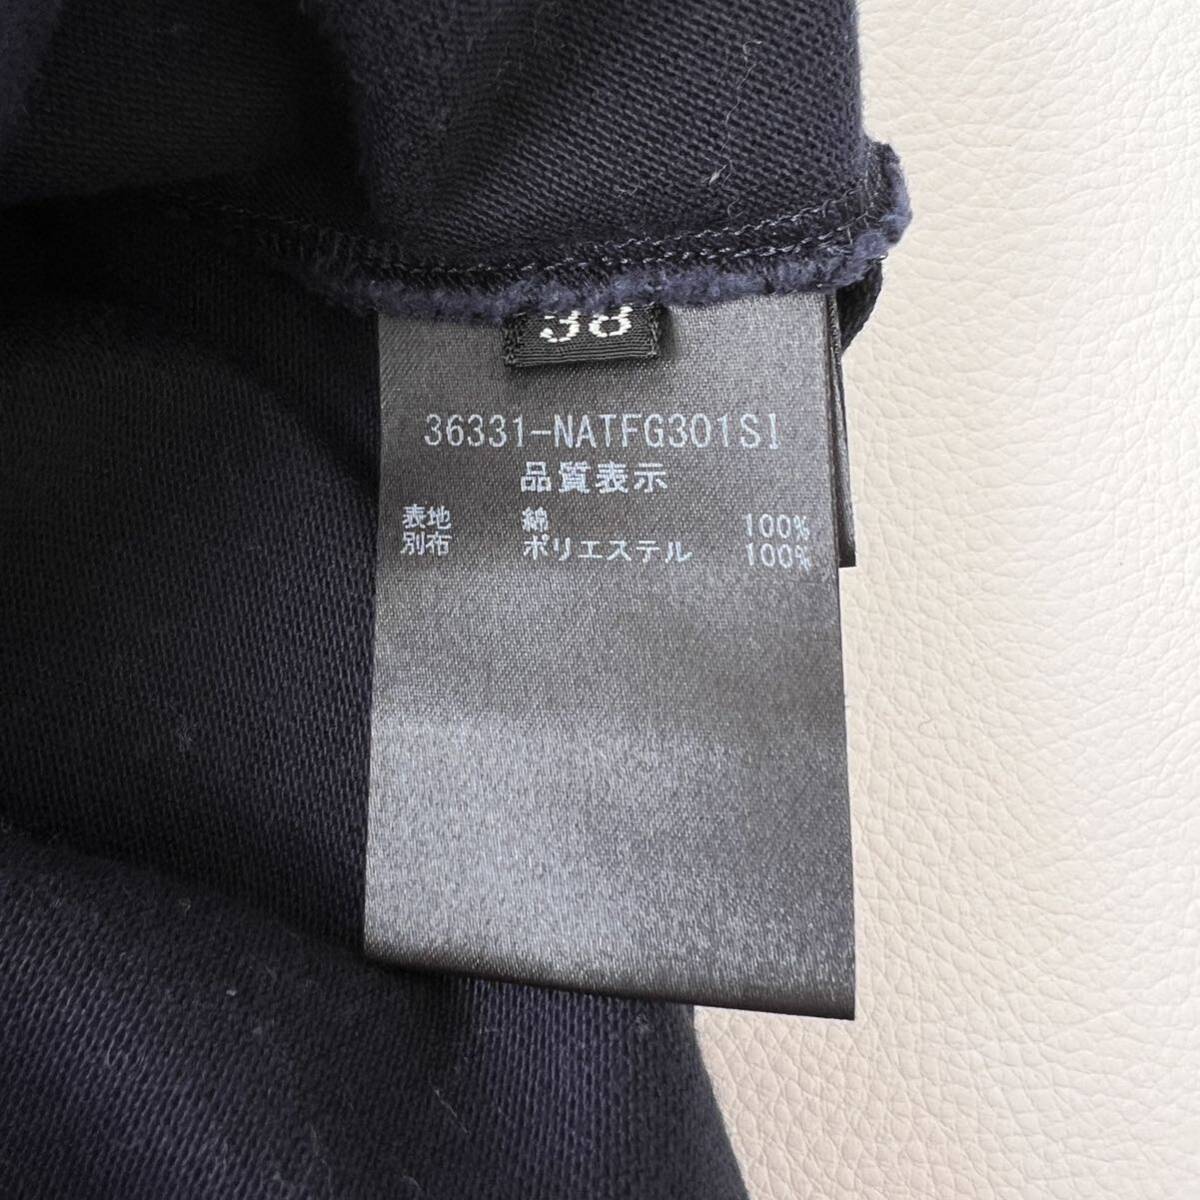 38
36331-NATFG301SI
品質表示
表地 綿 100%
別布 ポリエステル 100%